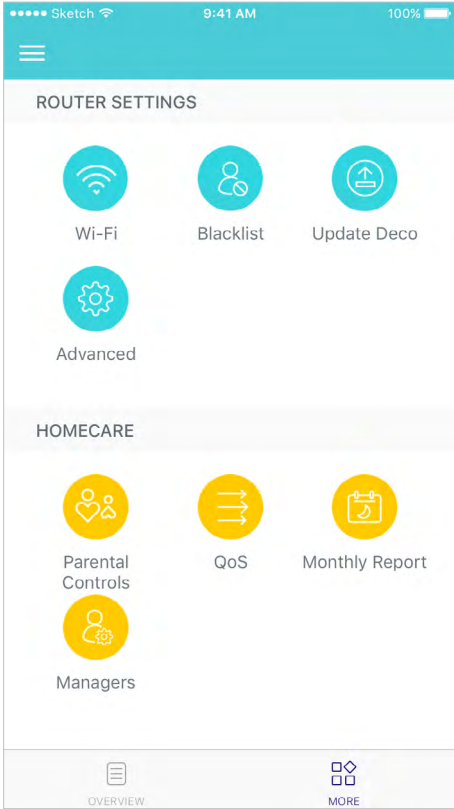 Sketch 9:41 AM 100%
ROUTER SETTINGS
Wi-Fi Blacklist Update Deco
Advanced
HOMECARE
Parental Controls QoS Monthly Report
Managers
OVERVIEW MORE